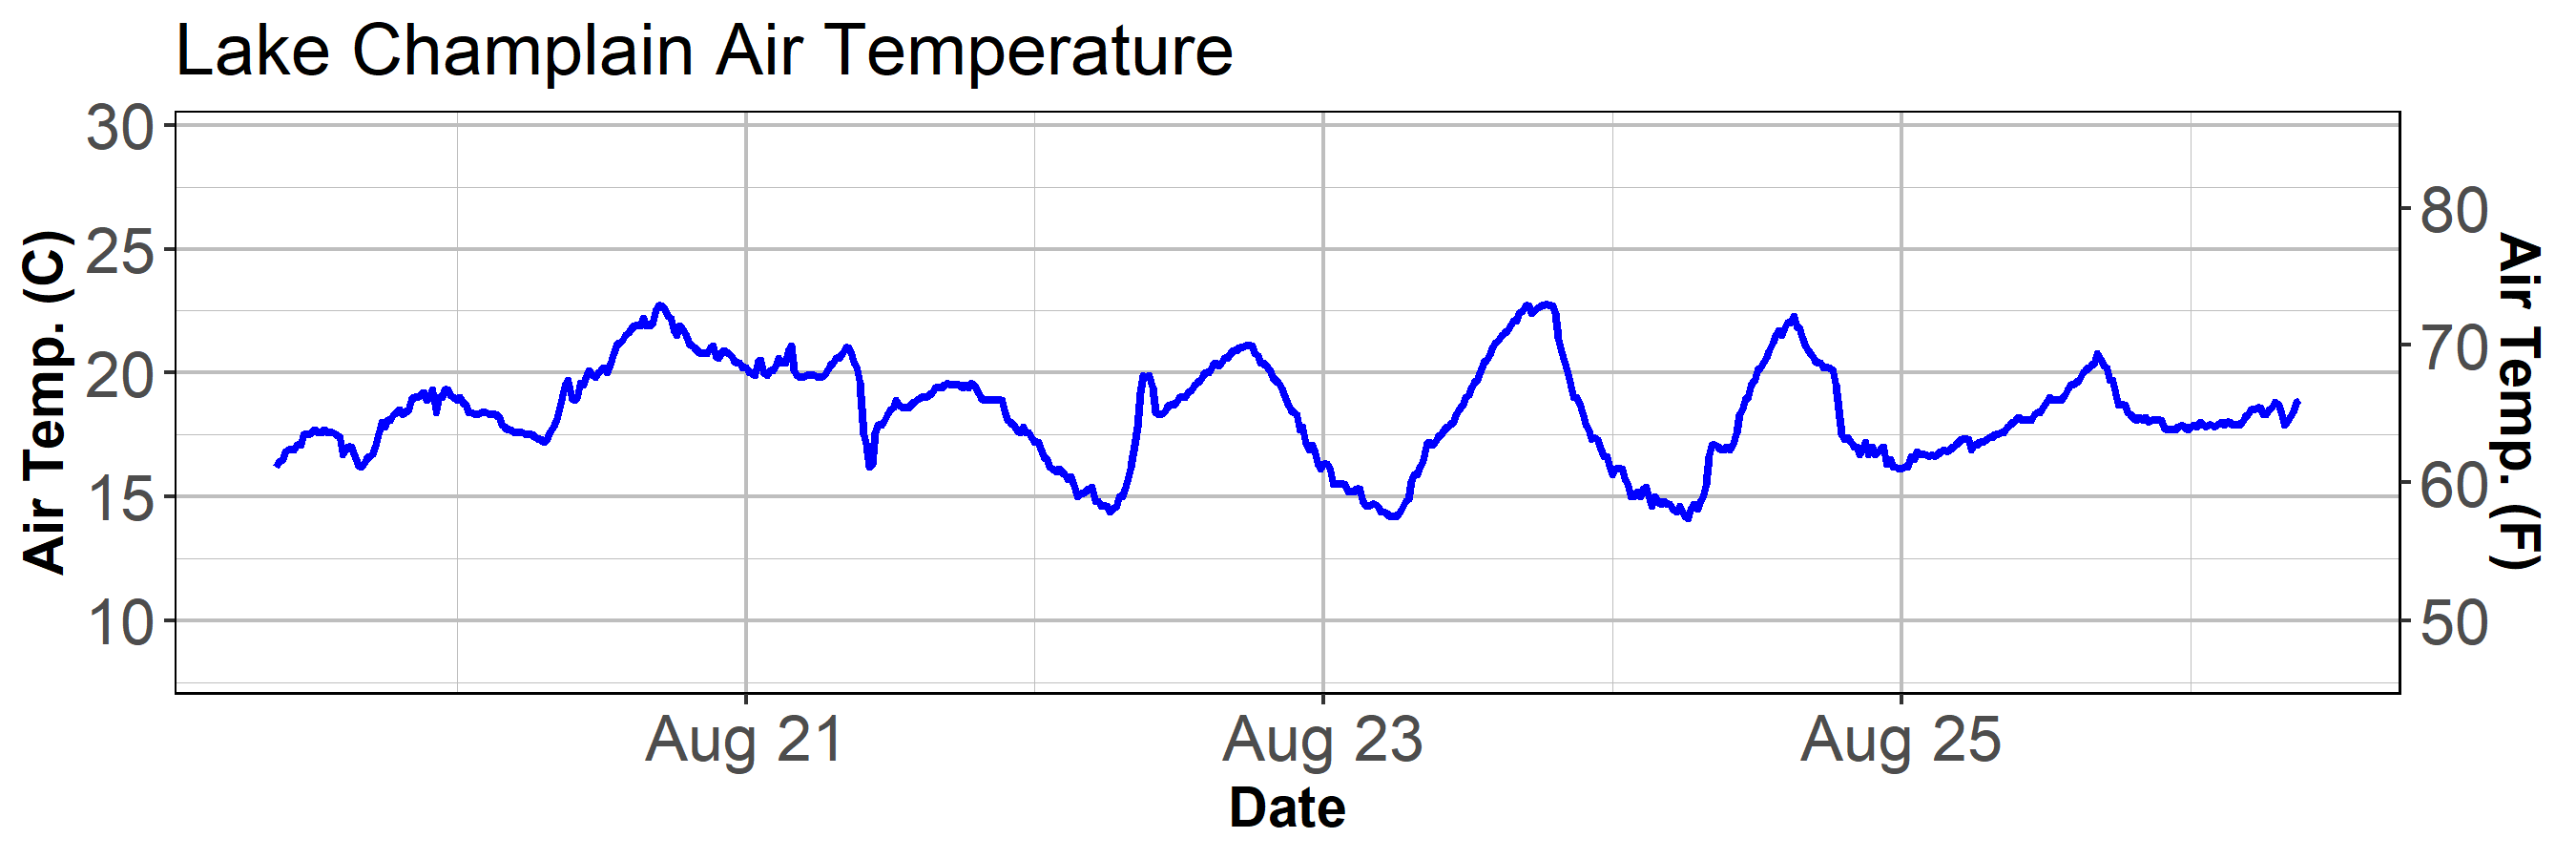 Lake Champlain Air Temperature
30
25
20
15
10
Air Temp. (C)
80
70
60
50
Air Temp. (F)
Aug 21
Aug 23
Aug 25
Date